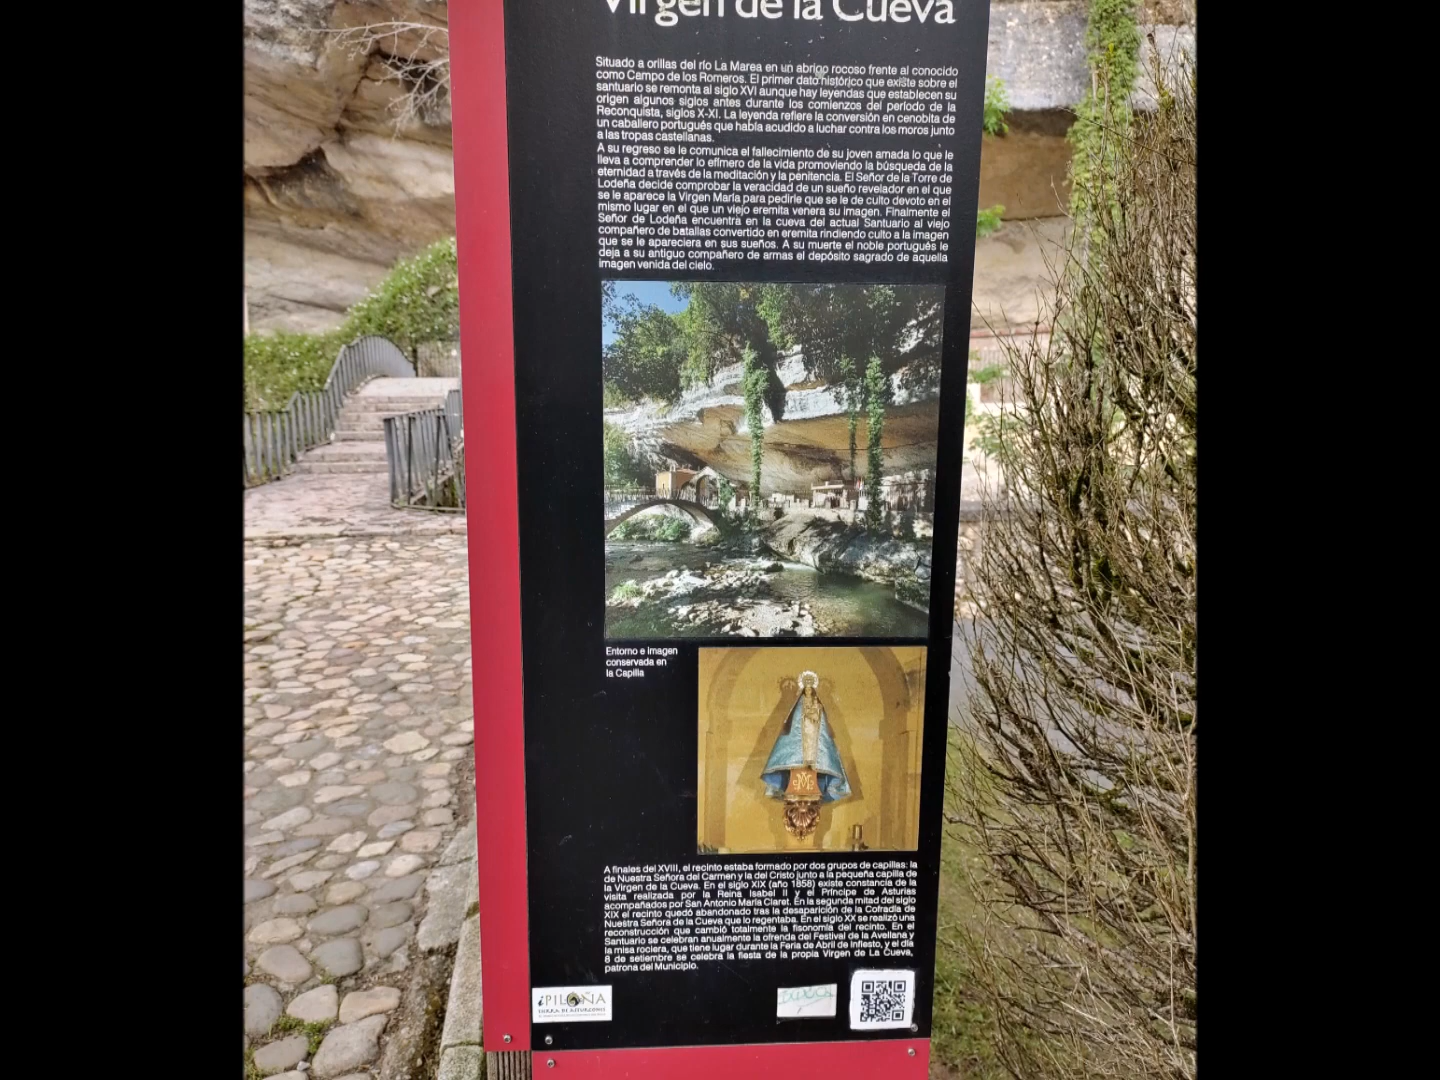 Virgen de la Cueva
Situado a orillas del río La Marea en un abrigo rocoso frente al conocido
como Campo de los Romeros. El primer dato histórico que existe sobre el
santuario se remonta al siglo XVI aunque hay leyendas que establecen su
origen algunos siglos antes durante los comienzos del período de la
Reconquista, siglos X-XI. La leyenda refiere la conversión en cenobita de
un caballero portugués que había acudido a luchar contra los moros junto
a las tropas castellanas.
A su regreso se le comunica el fallecimiento de su joven amada lo que le
lleva a comprender lo efímero de la vida promoviendo la búsqueda de la
eternidad a través de la meditación y la penitencia. El Señor de la Torre de
Lodeña decide comprobar la veracidad de un sueño revelador en el que
se le aparece la Virgen María para pedirle que se le de culto devoto en el
mismo lugar en el que un viejo eremita venera su imagen. Finalmente el
Señor de Lodeña encuentra en la cueva del actual Santuario al viejo
compañero de batallas convertido en eremita rindiendo culto a la imagen
que se le apareciera en sus sueños. A su muerte el noble portugués le
deja a su antiguo compañero de armas el depósito sagrado de aquella
imagen venida del cielo.
Entorno e imagen
conservada en
la Capilla
A finales del XVIII, el recinto estaba formado por dos grupos de capillas: la
de Nuestra Señora del Carmen y la del Cristo junto a la pequeña capilla de
la Virgen de la Cueva. En el siglo XIX (año 1858) existe constancia de la
visita realizada por la Reina Isabel II y el Príncipe de Asturias
acompañados por San Antonio María Claret. En la segunda mitad del siglo
XIX el recinto quedó abandonado tras la desaparición de la Cofradía de
Nuestra Señora de la Cueva que lo regentaba. En el siglo XX se realizó una
reconstrucción que cambió totalmente la fisonomía del recinto. En el
Santuario se celebran anualmente la ofrenda del Festival de la Avellana y
la misa rociera, que tiene lugar durante la Feria de Abril de Infiesto, y el día
8 de setiembre se celebra la fiesta de la propia Virgen de La Cueva,
patrona del Municipio.
iPILOÑA
TIERRA DE ASTURCONES